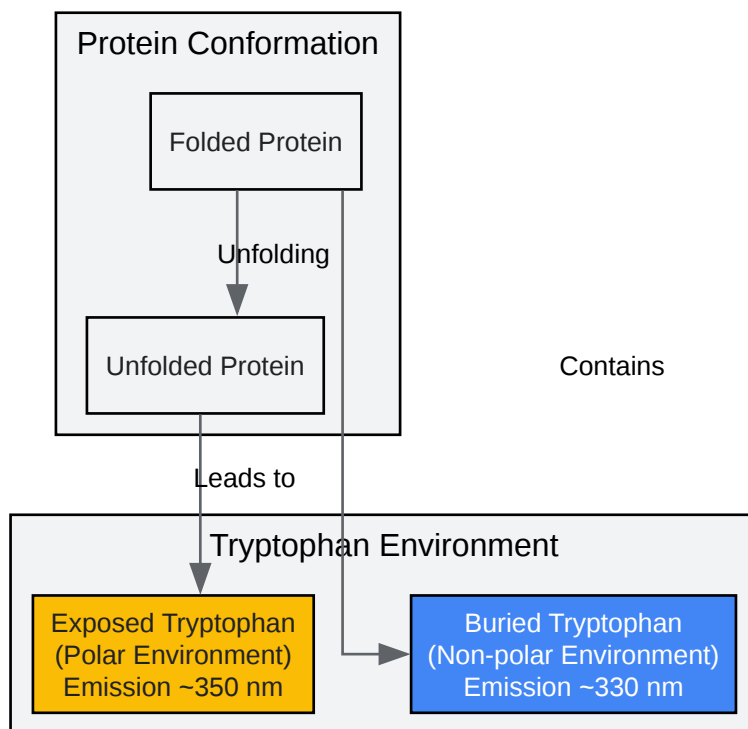 Protein Conformation
Folded Protein
Unfolding
Unfolded Protein
Contains
Leads to
Tryptophan Environment
Exposed Tryptophan
(Polar Environment)
Emission ~350 nm
Buried Tryptophan
(Non-polar Environment)
Emission ~330 nm